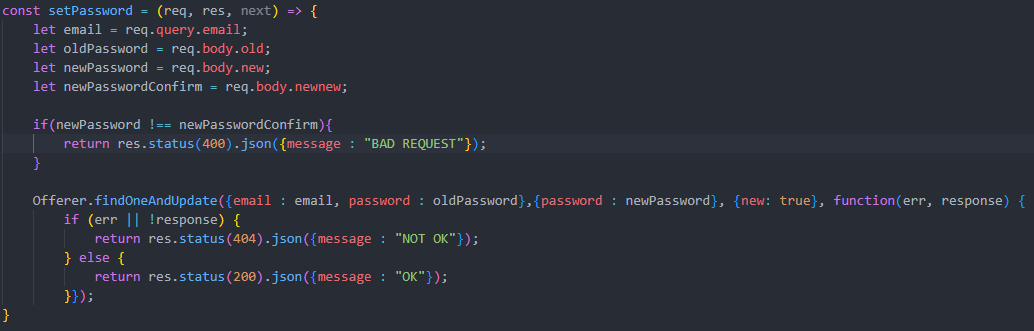 const setPassword = (req, res, next) => {
    let email = req.query.email;
    let oldPassword = req.body.old;
    let newPassword = req.body.new;
    let newPasswordConfirm = req.body.newnew;

    if(newPassword !== newPasswordConfirm){
        return res.status(400).json({message : "BAD REQUEST"});
    }

    Offerer.findOneAndUpdate({email : email, password : oldPassword},{password : newPassword}, {new: true}, function(err, response) {
        if (err || !response) {
            return res.status(404).json({message : "NOT OK"});
        } else {
            return res.status(200).json({message : "OK"});
        }});
}